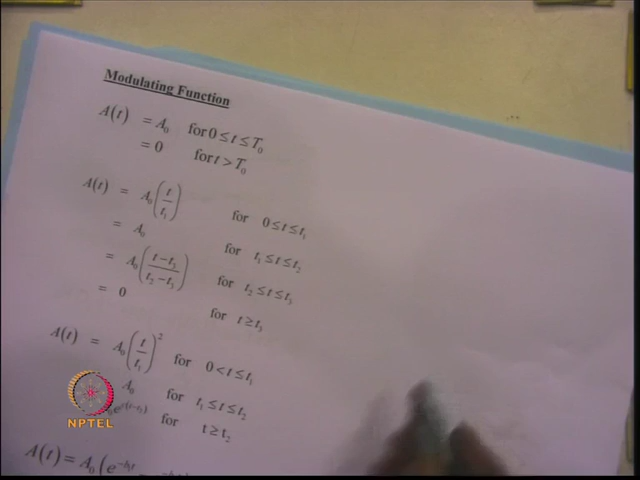 Modulating Function
A(t) = A₀ for 0 ≤ t ≤ T₀
= 0 for t > T₀
A(t) = A₀(t/t₁) for 0 ≤ t ≤ t₁
= A₀ for t₁ ≤ t ≤ t₂
= A₀((t−t₃)/(t₂−t₃)) for t₂ ≤ t ≤ t₃
= 0 for t ≥ t₃
A(t) = A₀(t/t₁)² for 0 < t ≤ t₁
A₀ for t₁ ≤ t ≤ t₂
for t ≥ t₂
NPTEL
A(t) = A₀(e^−b₁t